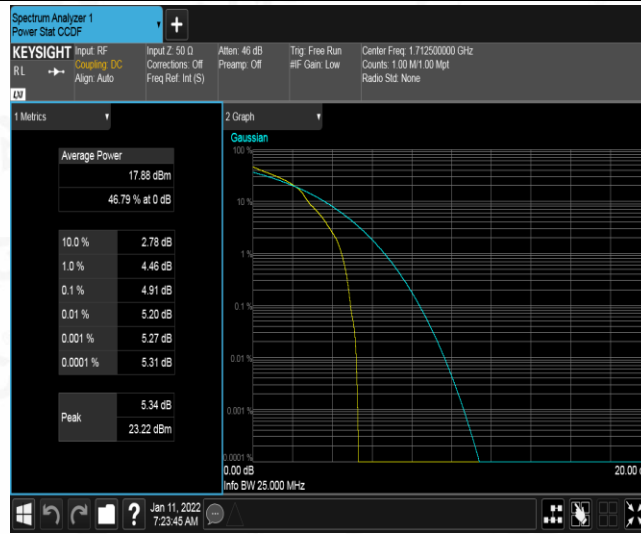 Spectrum Analyzer 1
Power Stat CCDF
+
KEYSIGHT
RL
LXI
Input: RF
Coupling: DC
Align: Auto
Input Z: 50 Ω
Corrections: Off
Freq Ref: Int (S)
Atten: 46 dB
Preamp: Off
Trig: Free Run
#IF Gain: Low
Center Freq: 1.712500000 GHz
Counts: 1.00 M/1.00 Mpt
Radio Std: None
1 Metrics
Average Power
17.88 dBm
46.79 % at 0 dB
10.0 % 2.78 dB
1.0 % 4.46 dB
0.1 % 4.91 dB
0.01 % 5.20 dB
0.001 % 5.27 dB
0.0001 % 5.31 dB
Peak
5.34 dB
23.22 dBm
2 Graph
Gaussian
100 %
10 %
1 %
0.1 %
0.01 %
0.001 %
0.0001 %
0.00 dB 20.00
Info BW 25.000 MHz
?
Jan 11, 2022
7:23:45 AM